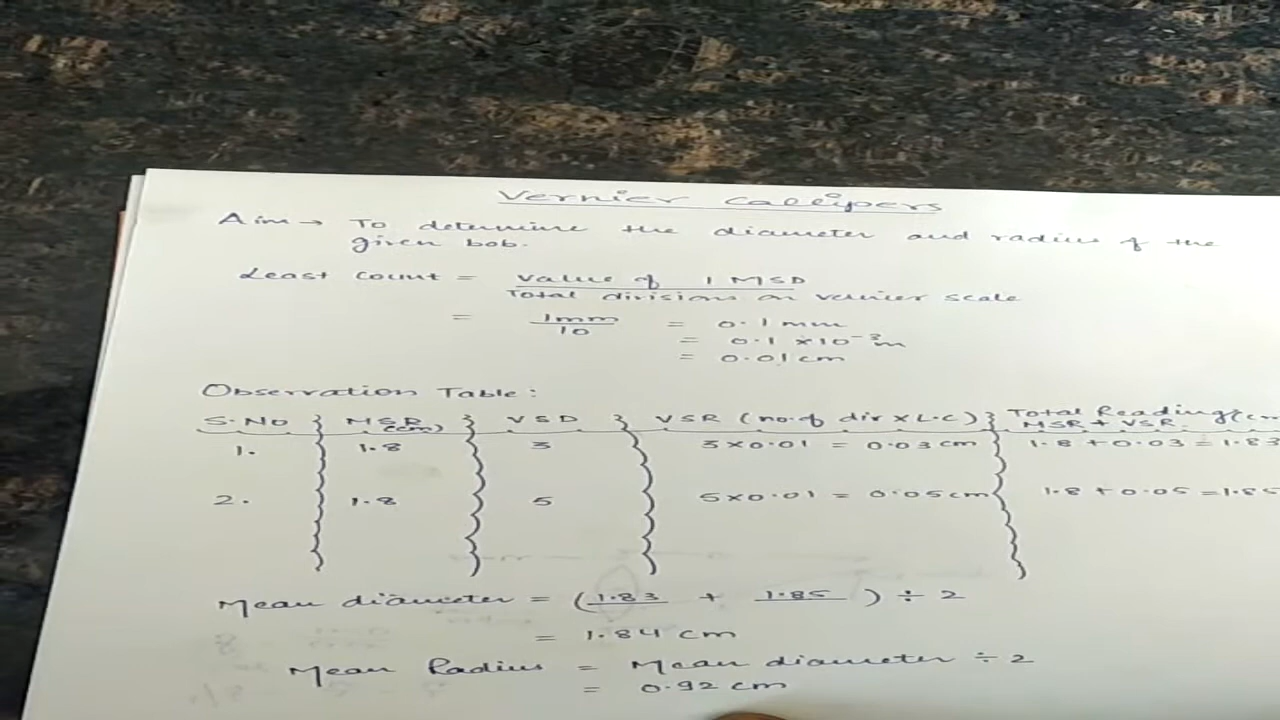 Vernier Callipers
Aim → To determine the diameter and radius of the
given bob.
Least count = Value of 1 MSD
Total divisions on vernier scale
= 1mm / 10 = 0.1 mm
= 0.1 × 10⁻³m
= 0.01 cm
Observation Table:
S.No MSR (cm) VSD VSR (no. of div × L.C) Total Reading (cm
MSR + VSR
1. 1.8 3 3 × 0.01 = 0.03 cm 1.8 + 0.03 = 1.83
2. 1.8 5 5 × 0.01 = 0.05 cm 1.8 + 0.05 = 1.85
Mean diameter = (1.83 + 1.85) ÷ 2
= 1.84 cm
Mean Radius = Mean diameter ÷ 2
= 0.92 cm